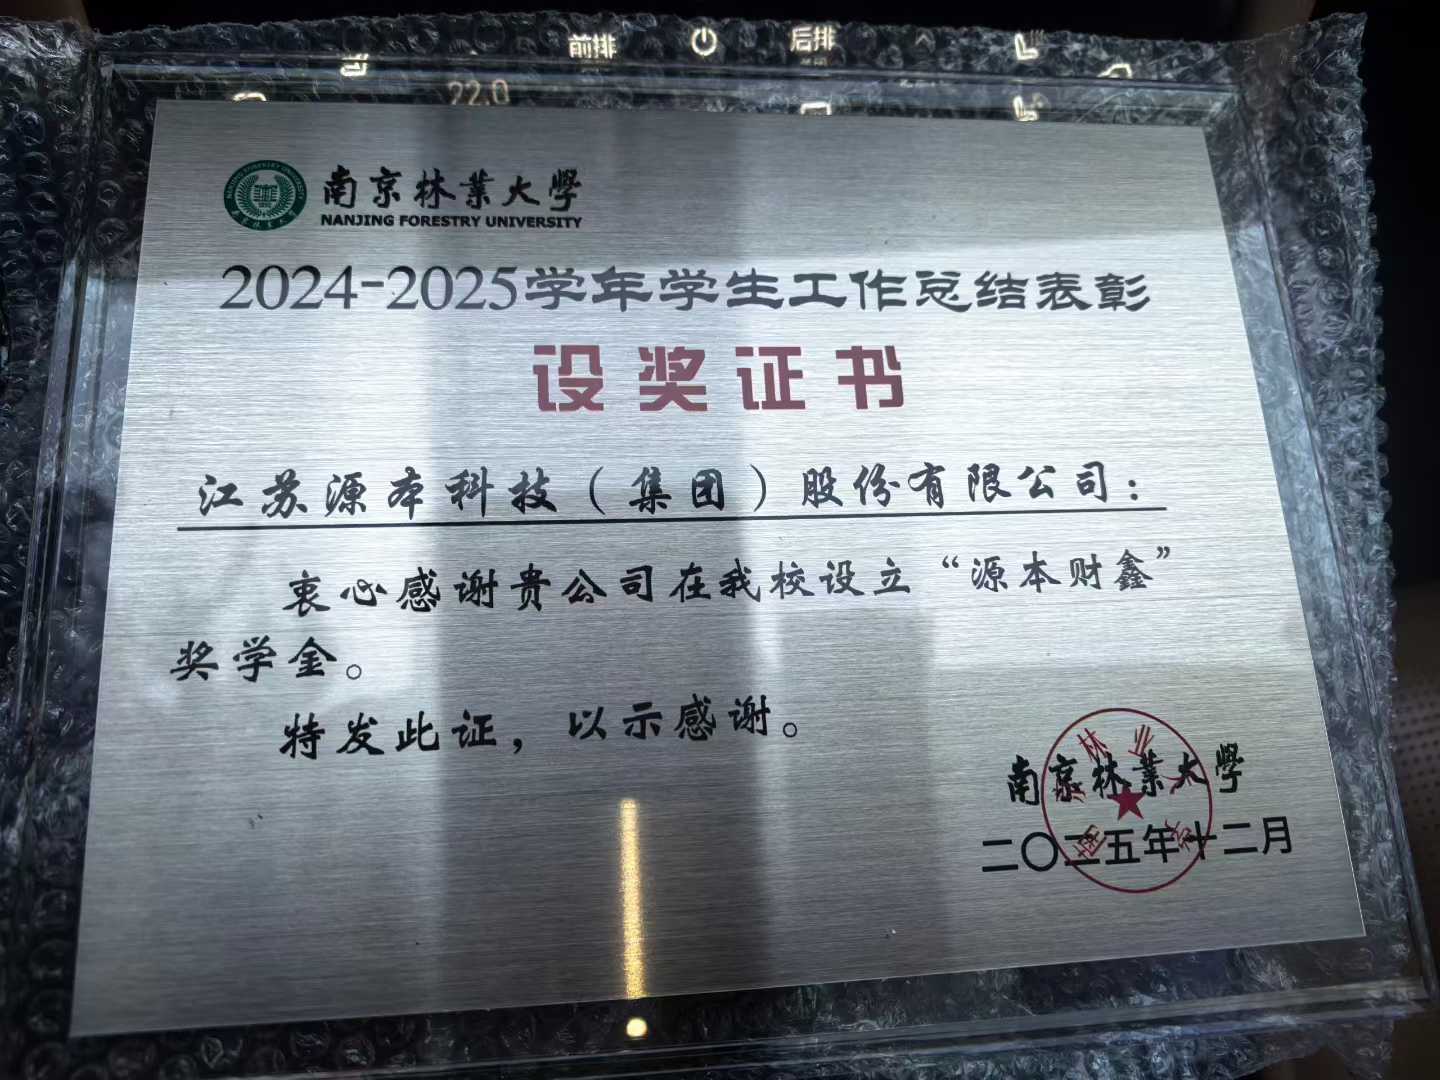 前排
后排
22.0
南京林業大學
NANJING FORESTRY UNIVERSITY
2024-2025学年学生工作总结表彰
设奖证书
江苏源本科技（集团）股份有限公司：
衷心感谢贵公司在我校设立“源本财鑫”
奖学金。
特发此证，以示感谢。
南京林業大學
二〇二五年十二月